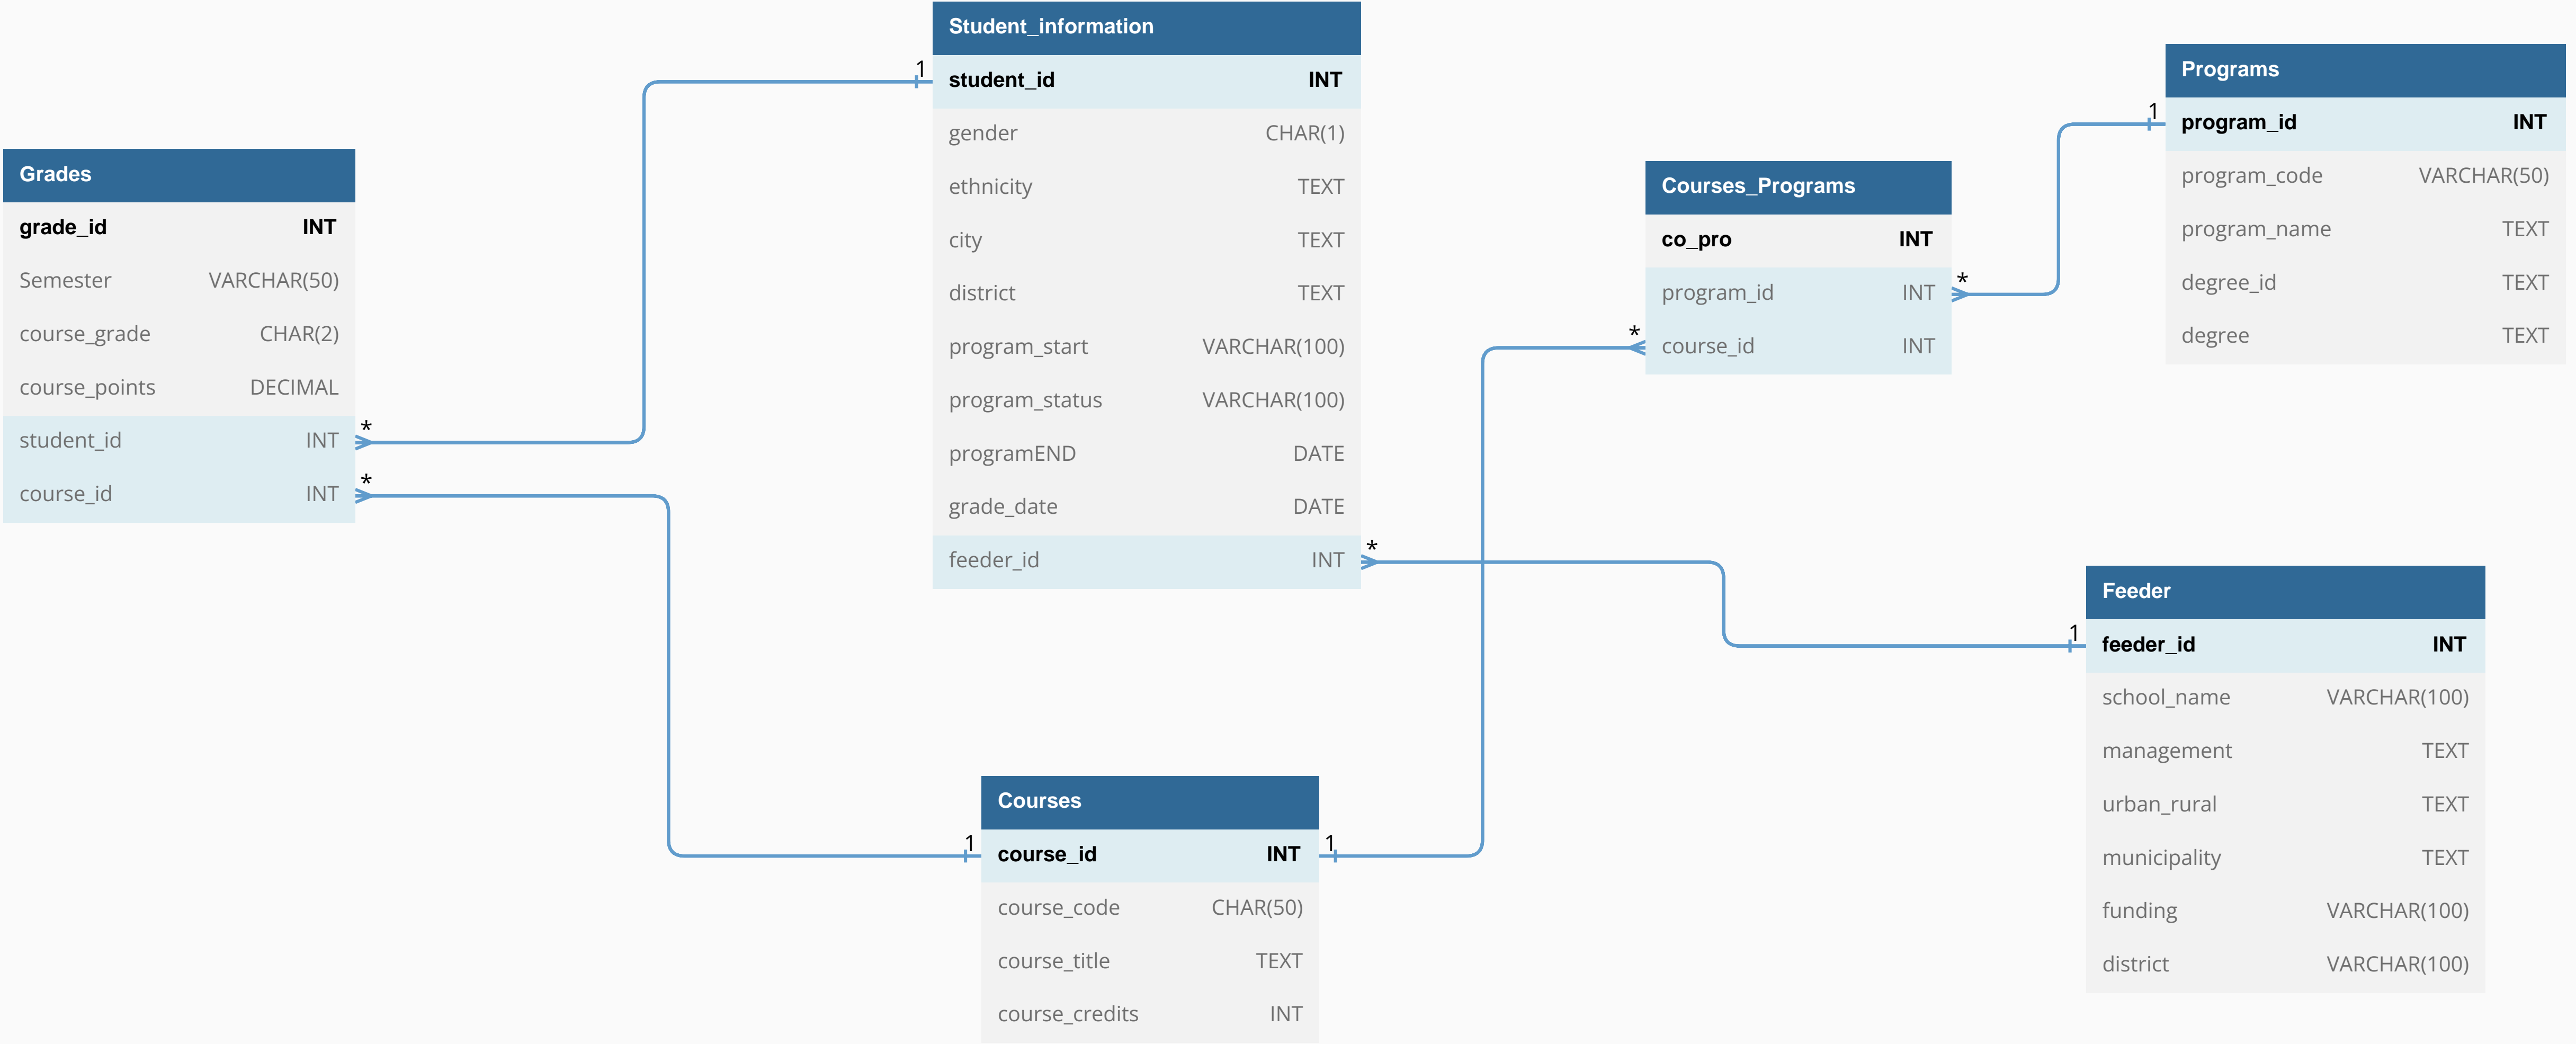 Student_information
student_id INT
gender CHAR(1)
ethnicity TEXT
city TEXT
district TEXT
program_start VARCHAR(100)
program_status VARCHAR(100)
programEND DATE
grade_date DATE
feeder_id INT
1
*
Grades
grade_id INT
Semester VARCHAR(50)
course_grade CHAR(2)
course_points DECIMAL
student_id INT
course_id INT
*
*
Courses_Programs
co_pro INT
program_id INT
course_id INT
*
*
Programs
program_id INT
program_code VARCHAR(50)
program_name TEXT
degree_id TEXT
degree TEXT
1
Courses
course_id INT
course_code CHAR(50)
course_title TEXT
course_credits INT
1
1
Feeder
feeder_id INT
school_name VARCHAR(100)
management TEXT
urban_rural TEXT
municipality TEXT
funding VARCHAR(100)
district VARCHAR(100)
1